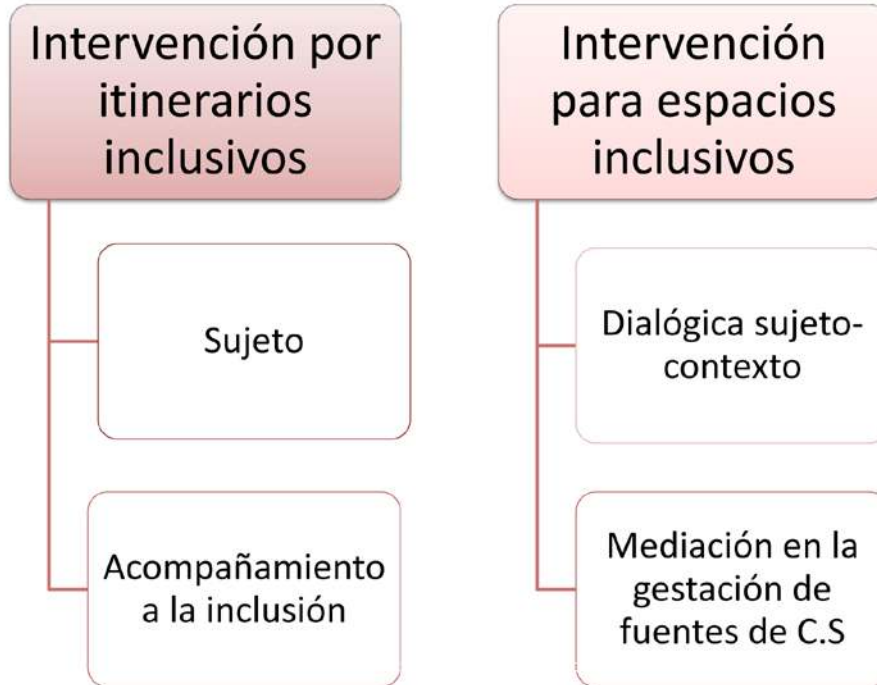 Intervención por
itinerarios
inclusivos
Sujeto
Acompañamiento
a la inclusión
Intervención
para espacios
inclusivos
Dialógica sujeto-
contexto
Mediación en la
gestación de
fuentes de C.S